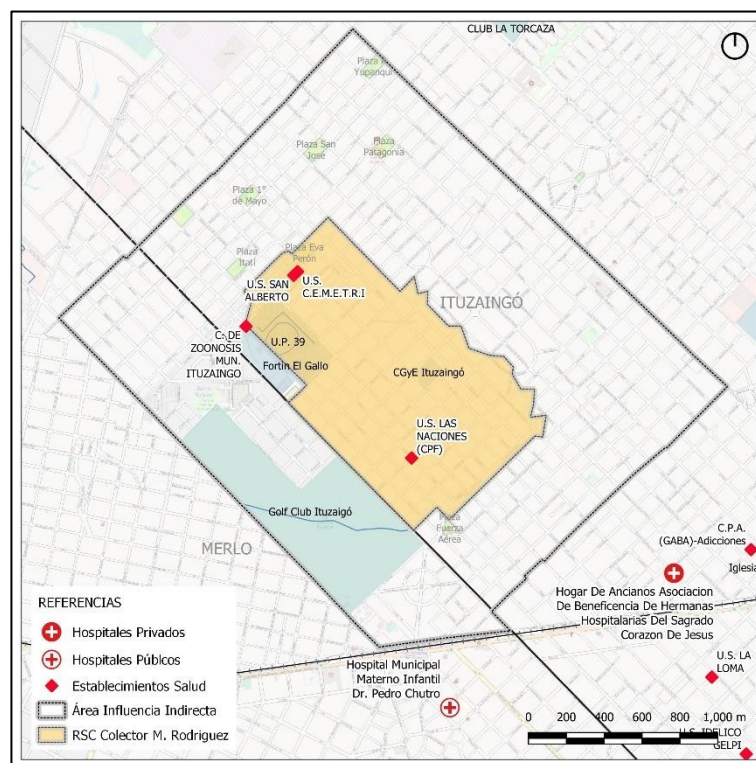 CLUB LA TORCAZA
Plaza
Yupanqui
Plaza San
José
Plaza
Patagonia
Plaza 1°
de Mayo
Plaza Eva
Perón
Plaza
Itatí
U.S. SAN
ALBERTO
U.S.
C.E.M.E.T.R.I
ITUZAINGÓ
C. DE
ZOONOSIS
MUN.
ITUZAINGO
U.P. 39
Fortín El Gallo
CGyE Ituzaingó
U.S. LAS
NACIONES
(CPF)
Golf Club Ituzaigó
Plaza
Fuerza
Aérea
MERLO
C.P.A.
(GABA)-Adicciones
Iglesia
Hogar De Ancianos Asociacion
De Beneficencia De Hermanas
Hospitalarias Del Sagrado
Corazon De Jesus
U.S. LA
LOMA
Hospital Municipal
Materno Infantil
Dr. Pedro Chutro
REFERENCIAS
Hospitales Privados
Hospitales Públcos
Establecimientos Salud
Área Influencia Indirecta
RSC Colector M. Rodriguez
0 200 400 600 800 1,000 m
GELPI